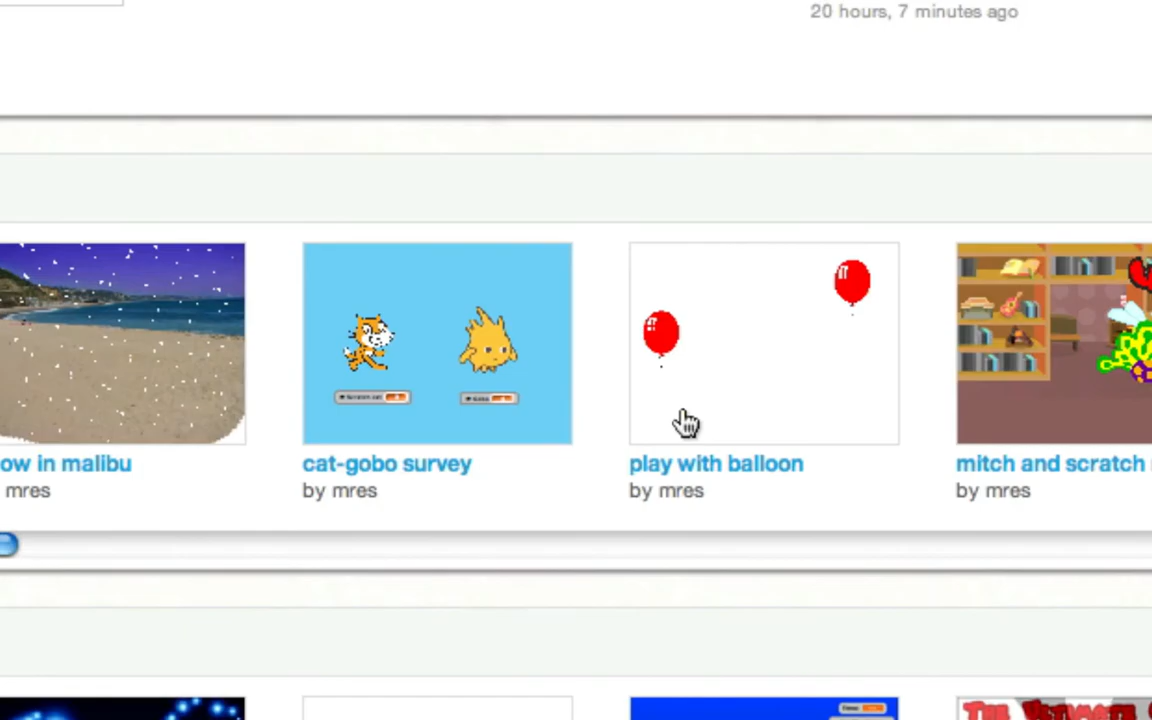 20 hours, 7 minutes ago
ow in malibu
cat-gobo survey
play with balloon
mitch and scratch
mres
by mres
by mres
by mres